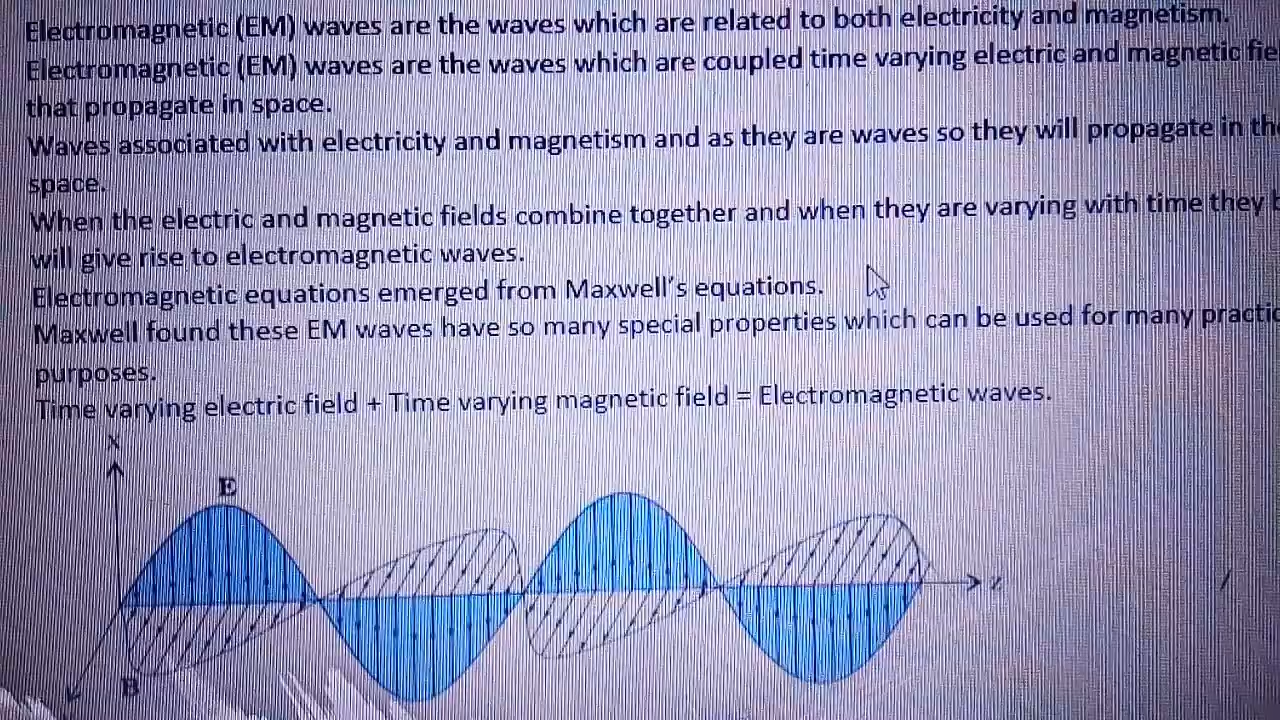 Electromagnetic (EM) waves are the waves which are related to both electricity and magnetism.
Electromagnetic (EM) waves are the waves which are coupled time varying electric and magnetic fie
that propagate in space.
Waves associated with electricity and magnetism and as they are waves so they will propagate in th
space.
When the electric and magnetic fields combine together and when they are varying with time they b
will give rise to electromagnetic waves.
Electromagnetic equations emerged from Maxwell's equations.
Maxwell found these EM waves have so many special properties which can be used for many practic
purposes.
Time varying electric field + Time varying magnetic field = Electromagnetic waves.
X
E
z
B